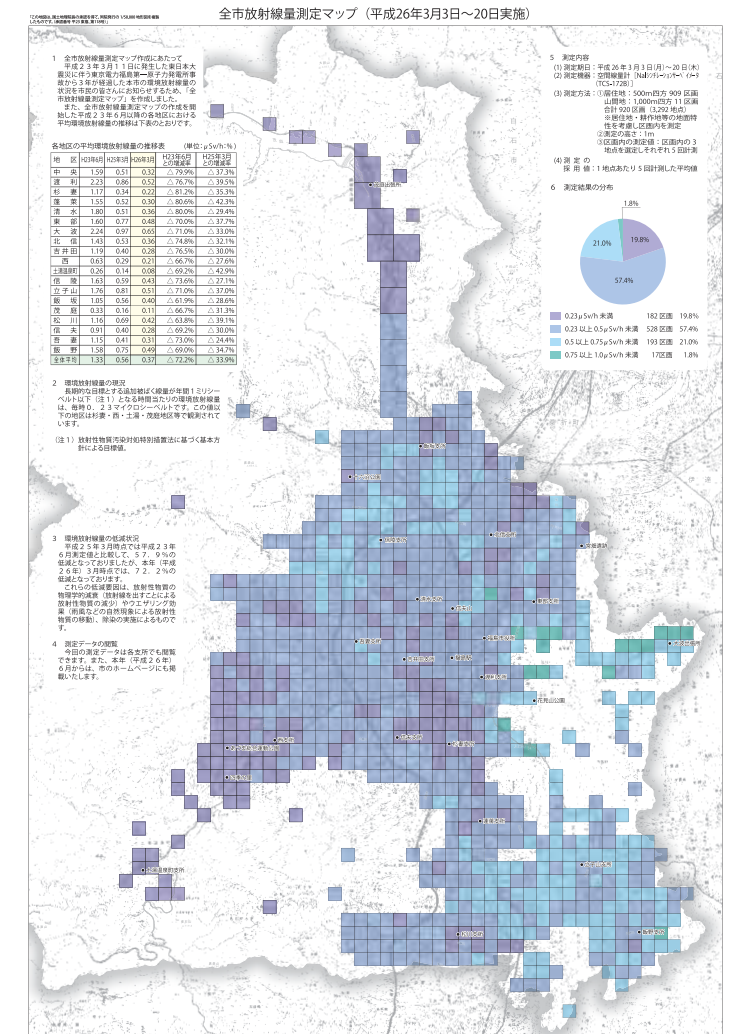 全市放射線量測定マップ（平成26年3月3日～20日実施）
1 全市放射線量測定マップ作成にあたって
平成２３年３月11日に発生した東日本大
震災に伴う東京電力福島第一原子力発電所事
故から３年が経過した本市の環境放射線量の
状況を市民の皆さんにお知らせするため、「全
市放射線量測定マップ」を作成しました。
また、全市放射線量測定マップの作成を開
始した平成２３年６月以降の各地区における
平均環境放射線量の推移は下表のとおりです。
各地区の平均環境放射線量の推移表 （単位：μSv/h：%）
地 区 H23年6月 H25年3月 H26年3月 H23年6月との増減率 H25年3月との増減率
中 央 1.59 0.51 0.32 △ 79.9% △ 37.3%
渡 利 2.23 0.86 0.52 △ 76.7% △ 39.5%
杉 妻 1.17 0.34 0.22 △ 81.2% △ 35.3%
蓬 莱 1.55 0.52 0.30 △ 80.6% △ 42.3%
清 水 1.80 0.51 0.36 △ 80.0% △ 29.4%
東 部 1.60 0.77 0.48 △ 70.0% △ 37.7%
大 波 2.24 0.97 0.65 △ 71.0% △ 33.0%
北 信 1.43 0.53 0.36 △ 74.8% △ 32.1%
吉 井 田 1.19 0.40 0.28 △ 76.5% △ 30.0%
西 0.63 0.29 0.21 △ 66.7% △ 27.6%
土湯温泉町 0.26 0.14 0.08 △ 69.2% △ 42.9%
信 陵 1.63 0.59 0.43 △ 73.6% △ 27.1%
立 子 山 1.76 0.81 0.51 △ 71.0% △ 37.0%
飯 坂 1.05 0.56 0.40 △ 61.9% △ 28.6%
茂 庭 0.33 0.16 0.11 △ 66.7% △ 31.3%
松 川 1.16 0.69 0.42 △ 63.8% △ 39.1%
信 夫 0.91 0.40 0.28 △ 69.2% △ 30.0%
吾 妻 1.15 0.41 0.31 △ 73.0% △ 24.4%
飯 野 1.58 0.75 0.49 △ 69.0% △ 34.7%
全体平均 1.33 0.56 0.37 △ 72.2% △ 33.9%
2 環境放射線量の現況
長期的な目標とする追加被ばく線量が年間１ミリシー
ベルト以下（注１）となる時間当たりの環境放射線量
は、毎時０．２３マイクロシーベルトです。この値以
下の地区は杉妻・西・土湯・茂庭地区等で観測されて
います。
（注１）放射性物質汚染対処特別措置法に基づく基本方
針による目標値。
3 環境放射線量の低減状況
平成２５年３月時点では平成２３年
６月測定値と比較して、５７．９％の
低減となっておりましたが、本年（平成
２６年）３月時点では、７２．２％の
低減となっております。
これらの低減要因は、放射性物質の
物理学的減衰（放射線を出すことによる
放射性物質の減少）やウエザリング効
果（雨風などの自然現象による放射性
物質の移動）、除染の実施によるもので
す。
4 測定データの閲覧
今回の測定データは各支所でも閲覧
できます。また、本年（平成２６年）
６月からは、市のホームページにも掲
載いたします。
5 測定内容
(1) 測定期日：平成 26 年 3 月 3 日(月)～20 日(木)
(2) 測定機器：空間線量計［NaIシンチレーションサーベイメータ
(TCS-172B)］
(3) 測定方法：①居住地：500m四方 909 区画
山間地：1,000m四方 11 区画
合計 920 区画（3,292 地点）
※居住地・耕作地等の地面特
性を考慮し区画内を測定
②測定の高さ：1m
③区画内の測定値：区画内の 3
地点を選定しそれぞれ 5 回計測
(4) 測 定 の
採 用 値：1 地点あたり 5 回計測した平均値
6 測定結果の分布
1.8%
19.8%
21.0%
57.4%
0.23μSv/h 未満 182 区画 19.8%
0.23 以上 0.5μSv/h 未満 528 区画 57.4%
0.5 以上 0.75μSv/h 未満 193 区画 21.0%
0.75 以上 1.0μSv/h 未満 17区画 1.8%
信夫山
花見山公園
蓬莱支所
立子山支所
松川支所
飯野支所
土湯温泉町支所